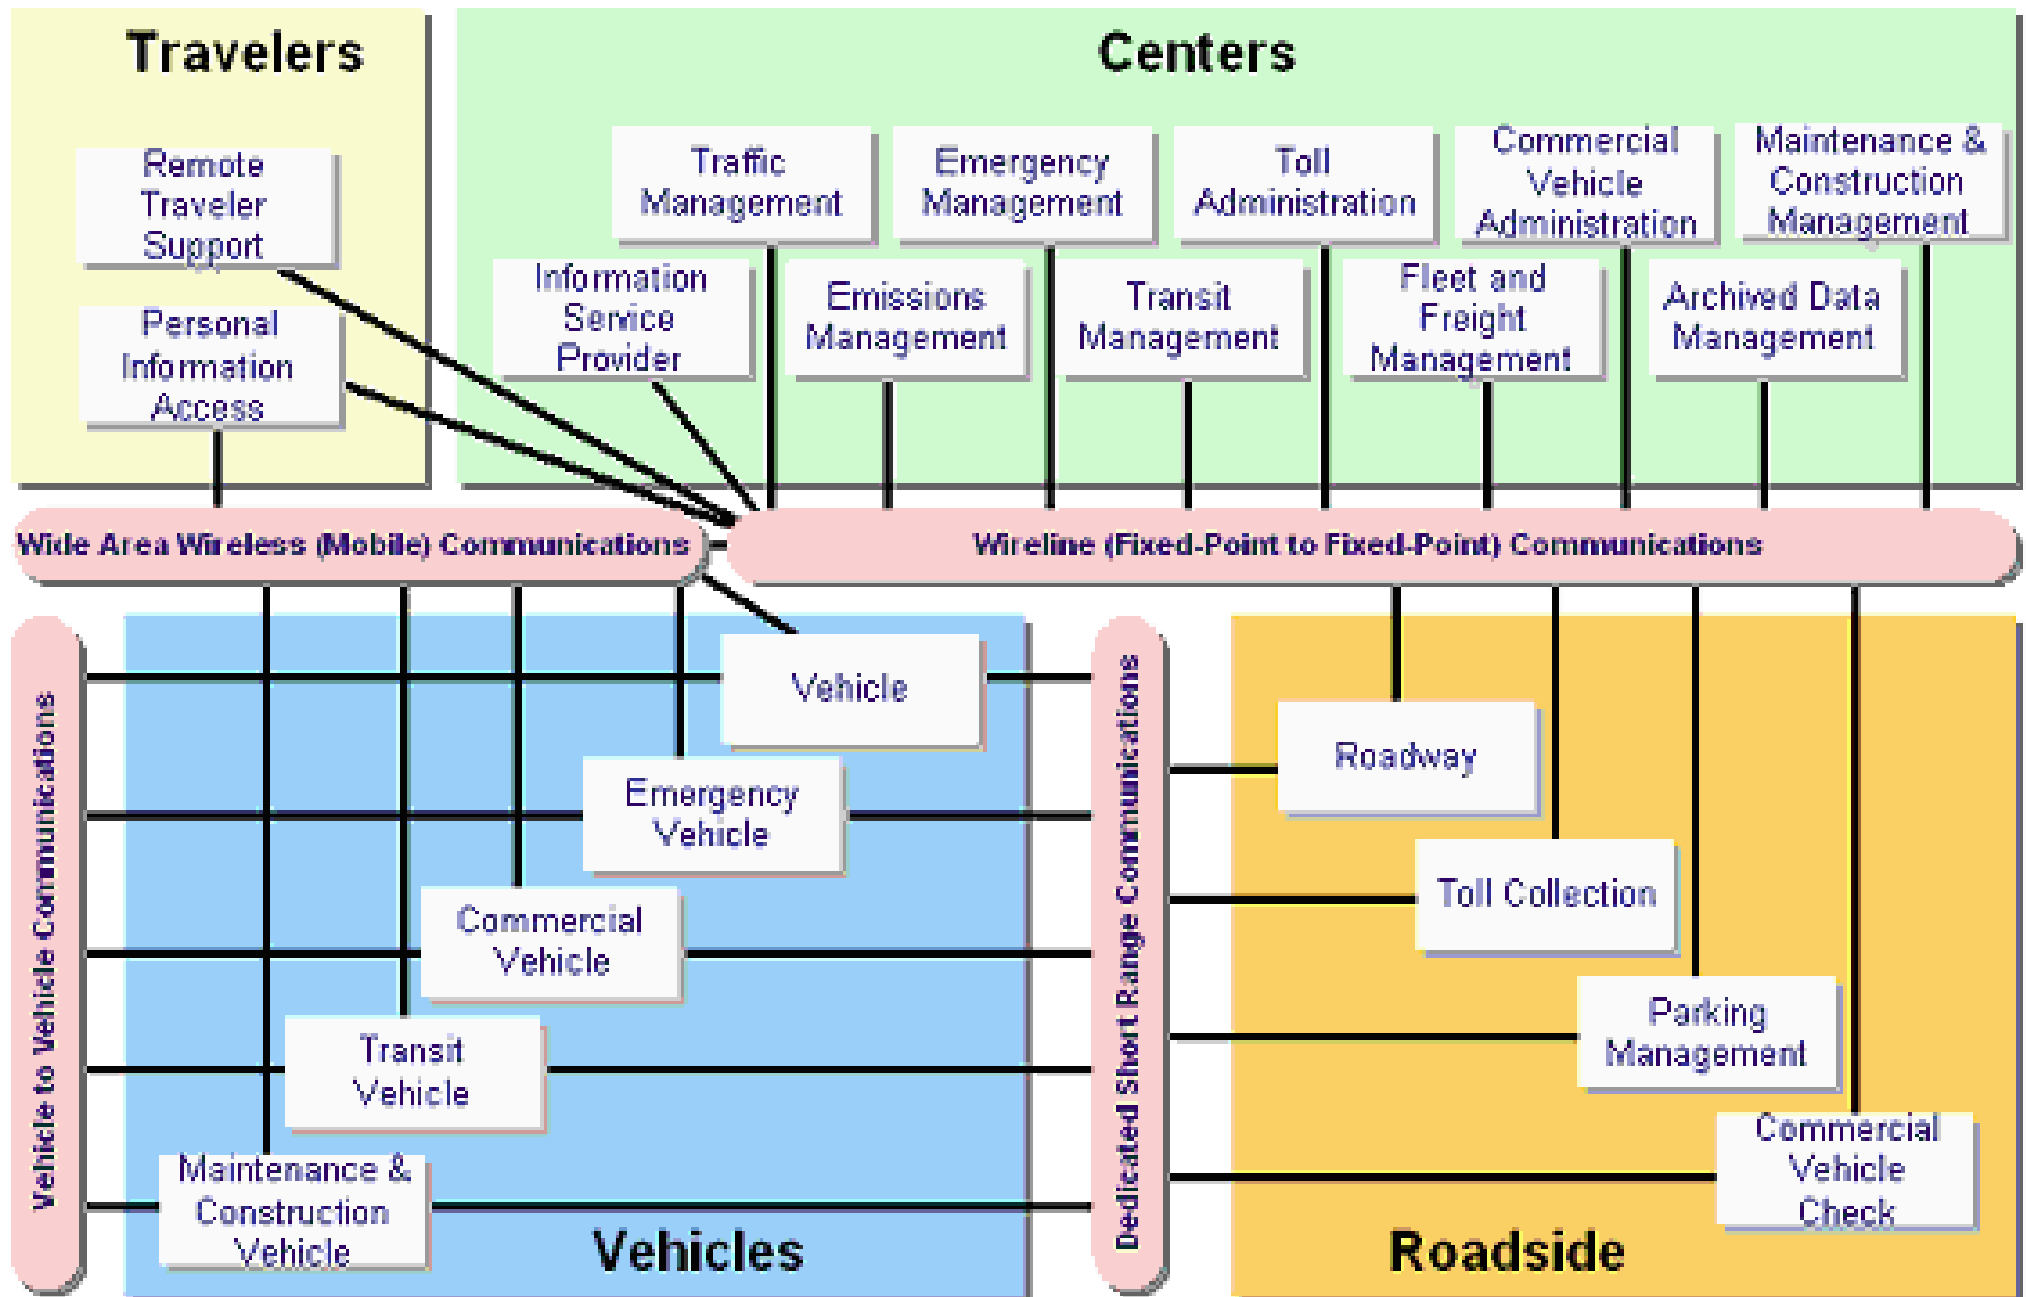 Travelers
Remote
Traveler
Support
Personal
Information
Access
Centers
Traffic
Management
Emergency
Management
Toll
Administration
Commercial
Vehicle
Administration
Maintenance &
Construction
Management
Information
Service
Provider
Emissions
Management
Transit
Management
Fleet and
Freight
Management
Archived Data
Management
Wide Area Wireless (Mobile) Communications
Wireline (Fixed-Point to Fixed-Point) Communications
Vehicle to Vehicle Communications
Vehicle
Emergency
Vehicle
Commercial
Vehicle
Transit
Vehicle
Maintenance &
Construction
Vehicle
Vehicles
Dedicated Short Range Communications
Roadway
Toll Collection
Parking
Management
Commercial
Vehicle
Check
Roadside